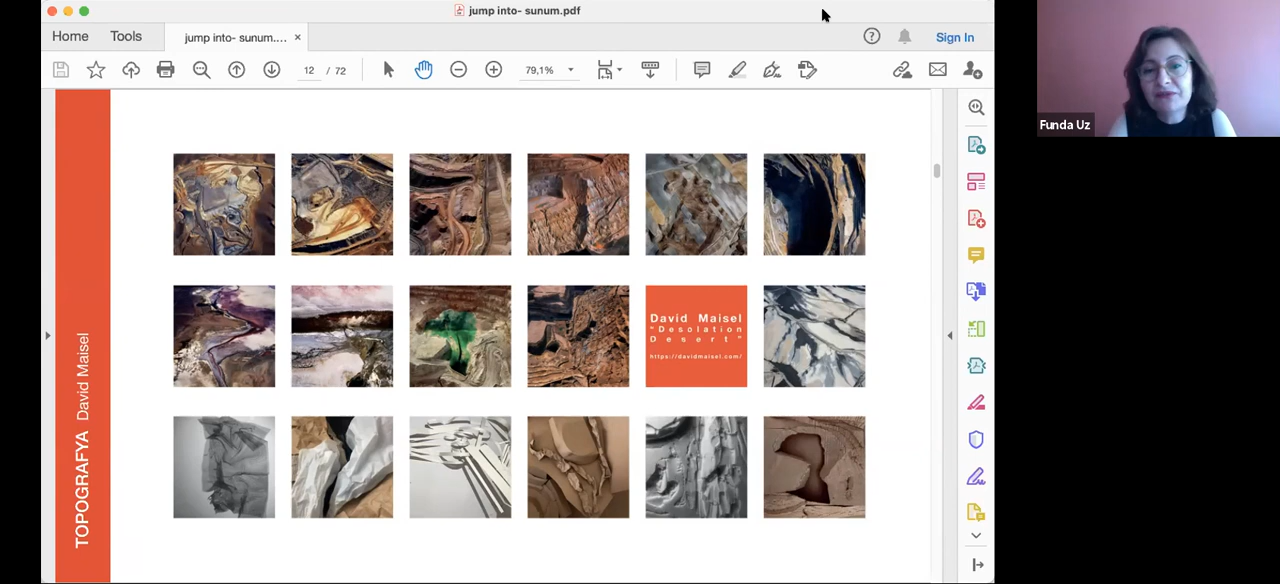 jump into- sunum.pdf
Home
Tools
jump into- sunum....
Sign In
12 / 72
79,1%
Funda Uz
David Maisel
"Desolation
Desert"
https://davidmaisel.com/
TOPOGRAFYA David Maisel